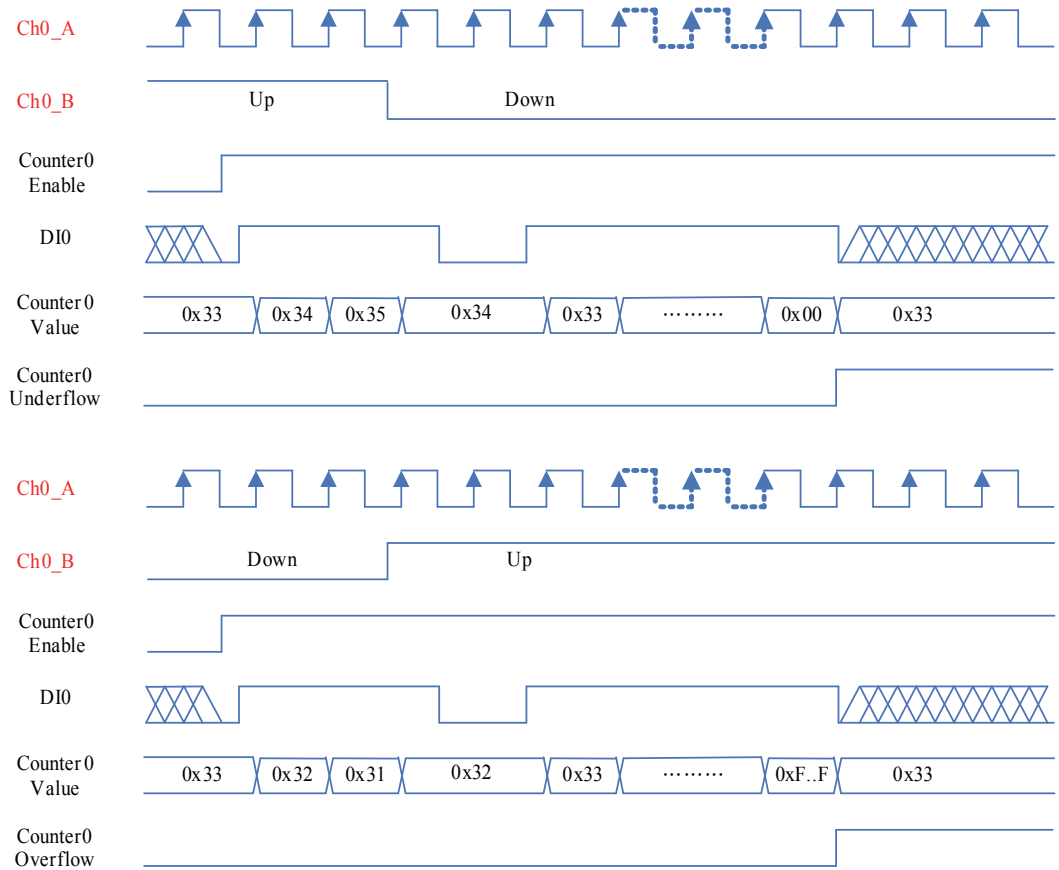 Ch0_A
Ch0_B
Up
Down
Counter0
Enable
DI0
Counter0
Value
0x33
0x34
0x35
0x34
0x33
………
0x00
0x33
Counter0
Underflow
Ch0_A
Ch0_B
Down
Up
Counter0
Enable
DI0
Counter0
Value
0x33
0x32
0x31
0x32
0x33
………
0xF..F
0x33
Counter0
Overflow